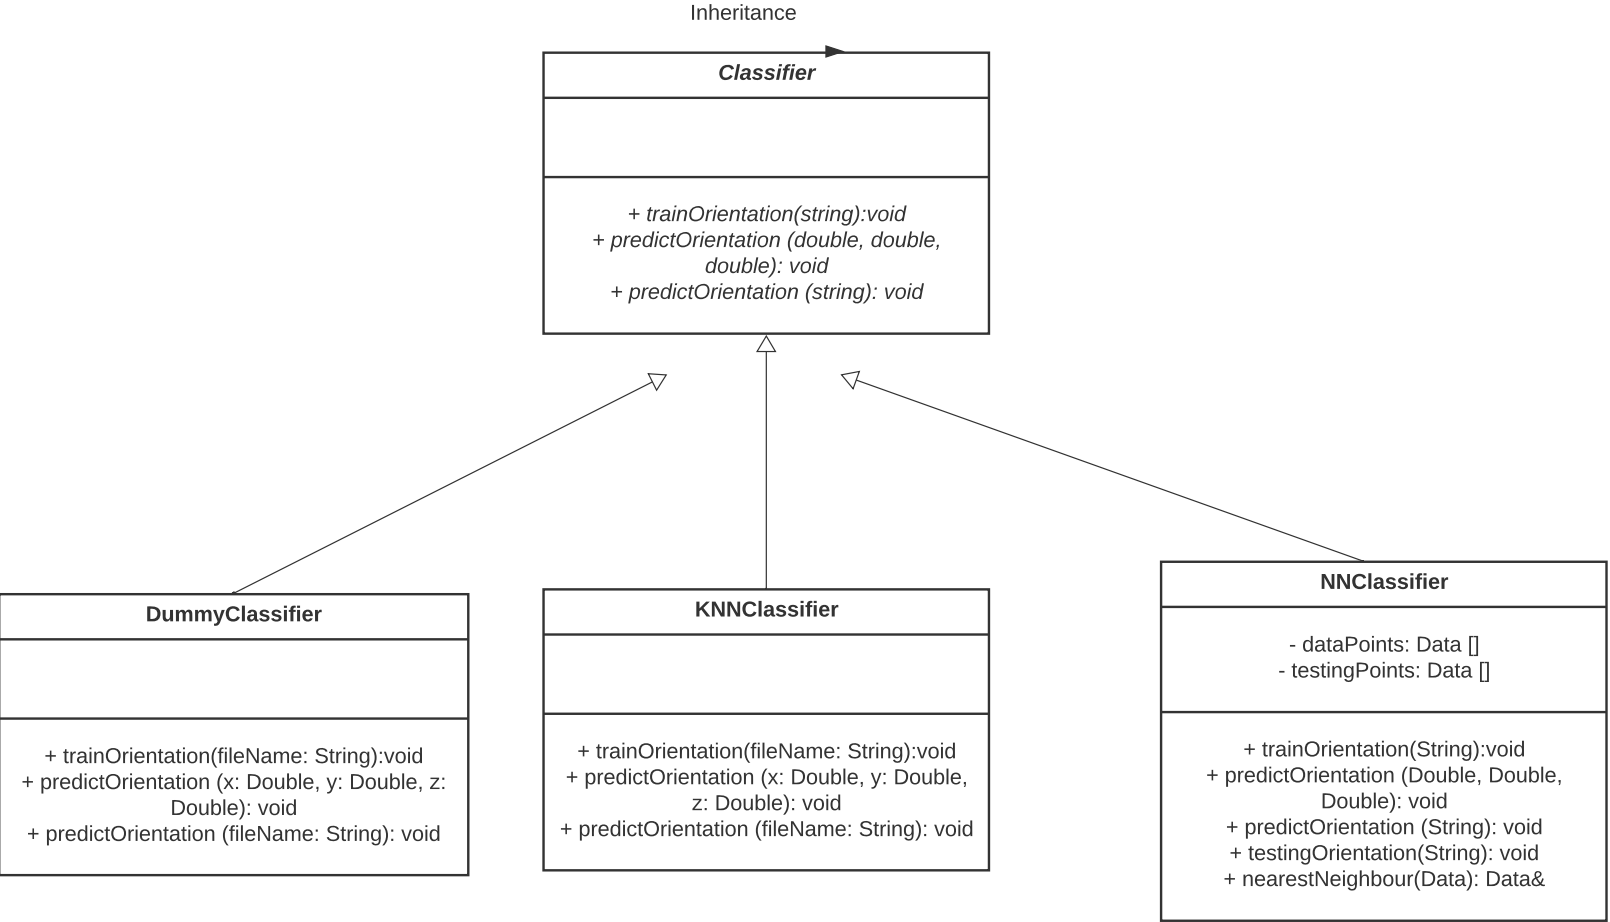 Inheritance
Classifier
+ trainOrientation(string):void
+ predictOrientation (double, double,
double): void
+ predictOrientation (string): void
DummyClassifier
+ trainOrientation(fileName: String):void
+ predictOrientation (x: Double, y: Double, z:
Double): void
+ predictOrientation (fileName: String): void
KNNClassifier
+ trainOrientation(fileName: String):void
+ predictOrientation (x: Double, y: Double,
z: Double): void
+ predictOrientation (fileName: String): void
NNClassifier
- dataPoints: Data []
- testingPoints: Data []
+ trainOrientation(String):void
+ predictOrientation (Double, Double,
Double): void
+ predictOrientation (String): void
+ testingOrientation(String): void
+ nearestNeighbour(Data): Data&